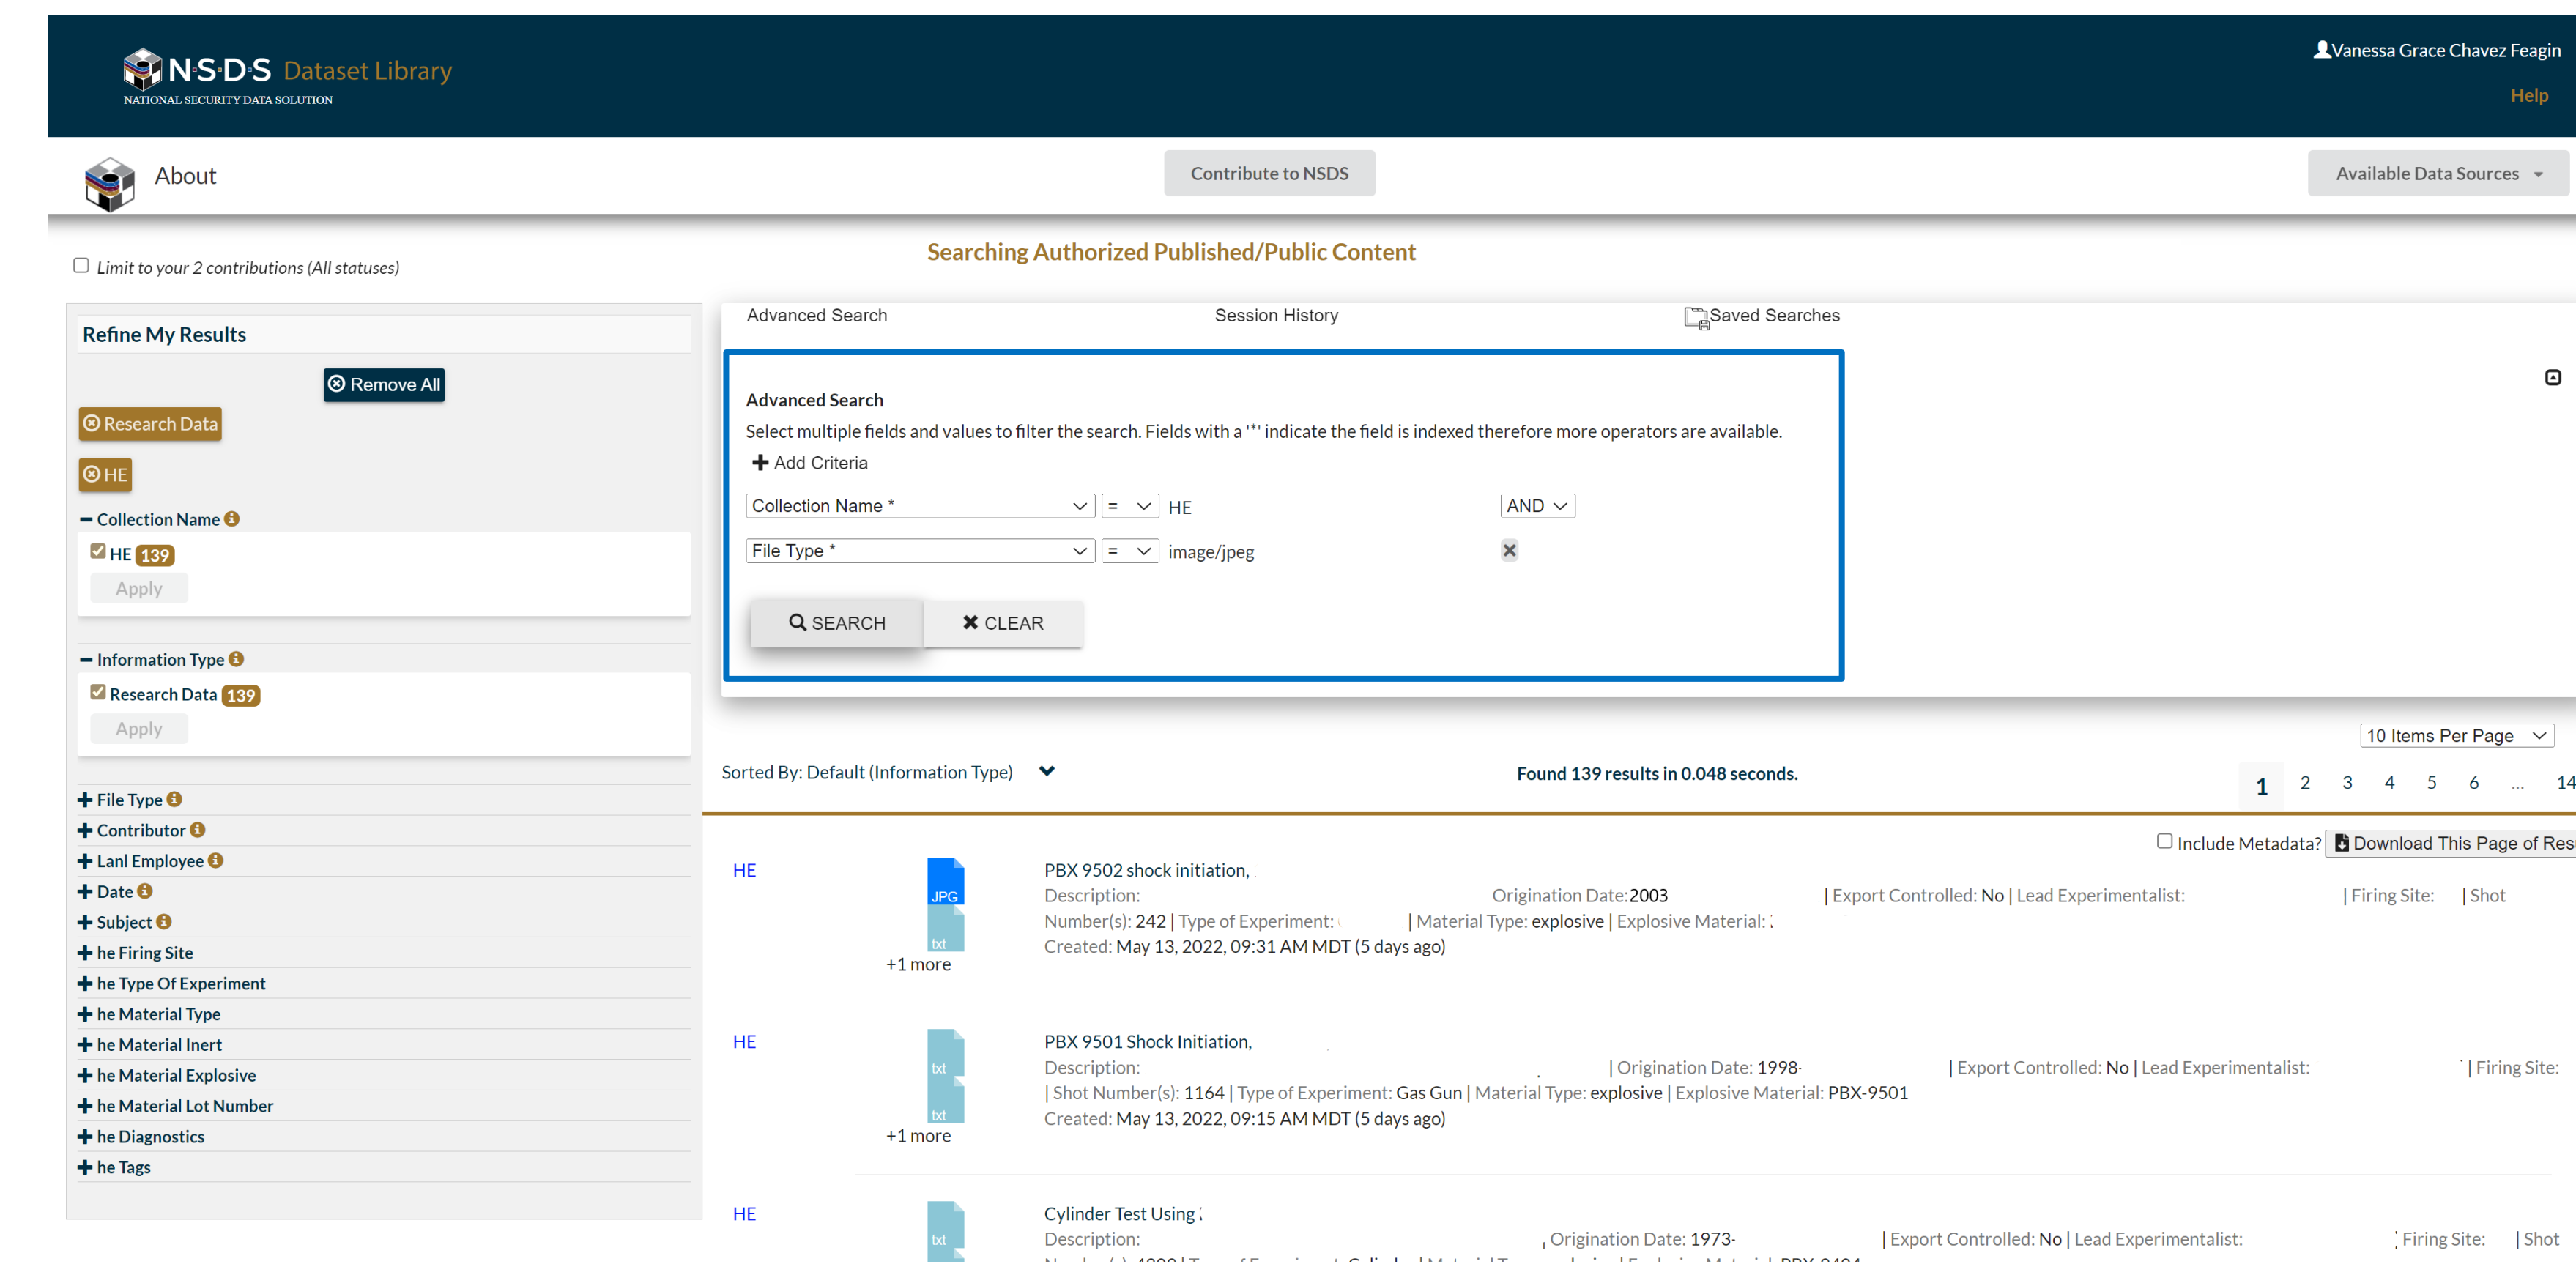 N·S·D·S Dataset Library
NATIONAL SECURITY DATA SOLUTION
Vanessa Grace Chavez Feagin
Help
About
Contribute to NSDS
Available Data Sources
Limit to your 2 contributions (All statuses)
Searching Authorized Published/Public Content
Refine My Results
Remove All
Research Data
HE
Collection Name
HE 139
Apply
Information Type
Research Data 139
Apply
File Type
Contributor
Lanl Employee
Date
Subject
he Firing Site
he Type Of Experiment
he Material Type
he Material Inert
he Material Explosive
he Material Lot Number
he Diagnostics
he Tags
Advanced Search
Session History
Saved Searches
Advanced Search
Select multiple fields and values to filter the search. Fields with a '*' indicate the field is indexed therefore more operators are available.
Add Criteria
Collection Name * = HE AND
File Type * = image/jpeg
SEARCH CLEAR
10 Items Per Page
Sorted By: Default (Information Type)
Found 139 results in 0.048 seconds.
1 2 3 4 5 6 ... 14
Include Metadata? Download This Page of
HE
JPG
txt
+1 more
PBX 9502 shock initiation,
Description: Origination Date:2003 | Export Controlled: No | Lead Experimentalist: | Firing Site: | Shot
Number(s): 242 | Type of Experiment: | Material Type: explosive | Explosive Material:
Created: May 13, 2022, 09:31 AM MDT (5 days ago)
HE
txt
txt
+1 more
PBX 9501 Shock Initiation,
Description: | Origination Date: 1998- | Export Controlled: No | Lead Experimentalist: | Firing Site:
| Shot Number(s): 1164 | Type of Experiment: Gas Gun | Material Type: explosive | Explosive Material: PBX-9501
Created: May 13, 2022, 09:15 AM MDT (5 days ago)
HE
txt
Cylinder Test Using
Description: Origination Date: 1973- | Export Controlled: No | Lead Experimentalist: Firing Site: | Shot